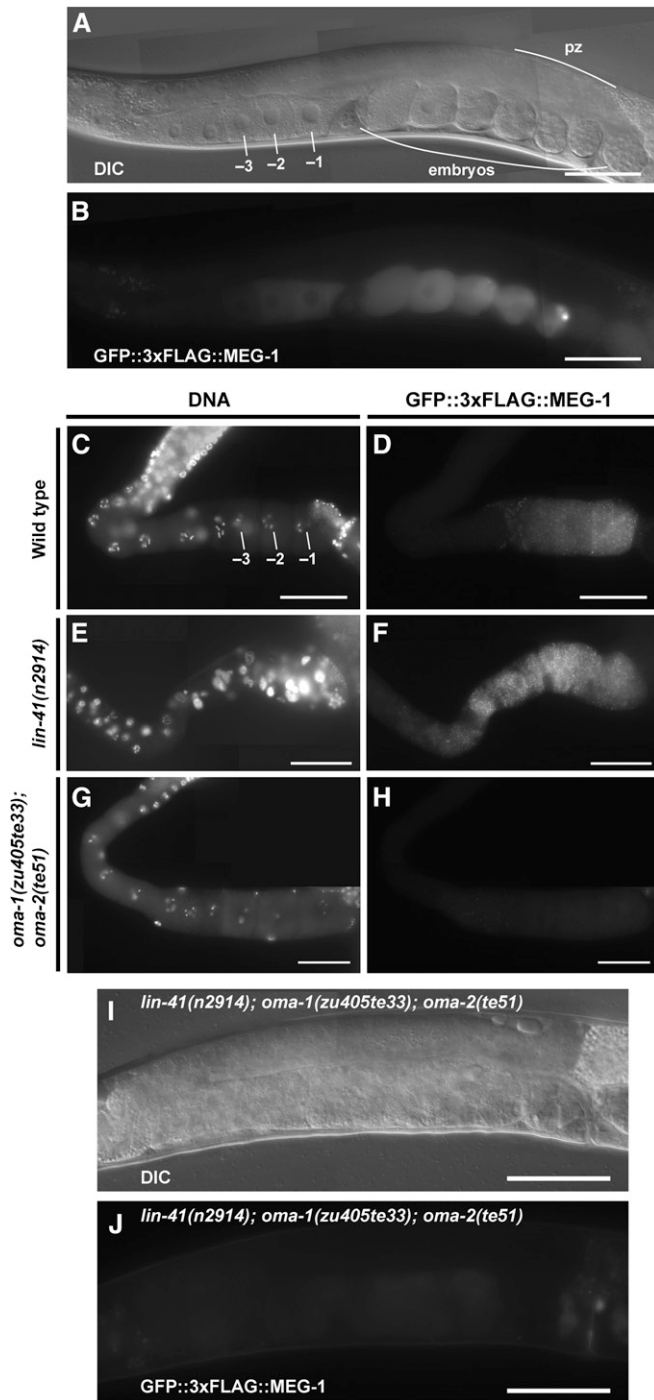 A
pz
–3
–2
–1
embryos
DIC
B
GFP::3xFLAG::MEG-1
DNA
GFP::3xFLAG::MEG-1
Wild type
C
–3
–2
–1
D
lin-41(n2914)
E
F
oma-1(zu405te33);
oma-2(te51)
G
H
I
lin-41(n2914); oma-1(zu405te33); oma-2(te51)
DIC
J
lin-41(n2914); oma-1(zu405te33); oma-2(te51)
GFP::3xFLAG::MEG-1